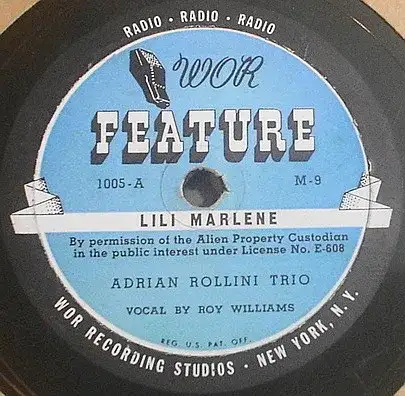 RADIO · RADIO · RADIO
WOR
FEATURE
1005-A M-9
LILI MARLENE
By permission of the Alien Property Custodian
in the public interest under License No. E-608
ADRIAN ROLLINI TRIO
VOCAL BY ROY WILLIAMS
REG. U.S. PAT. OFF.
WOR RECORDING STUDIOS · NEW YORK, N.Y.